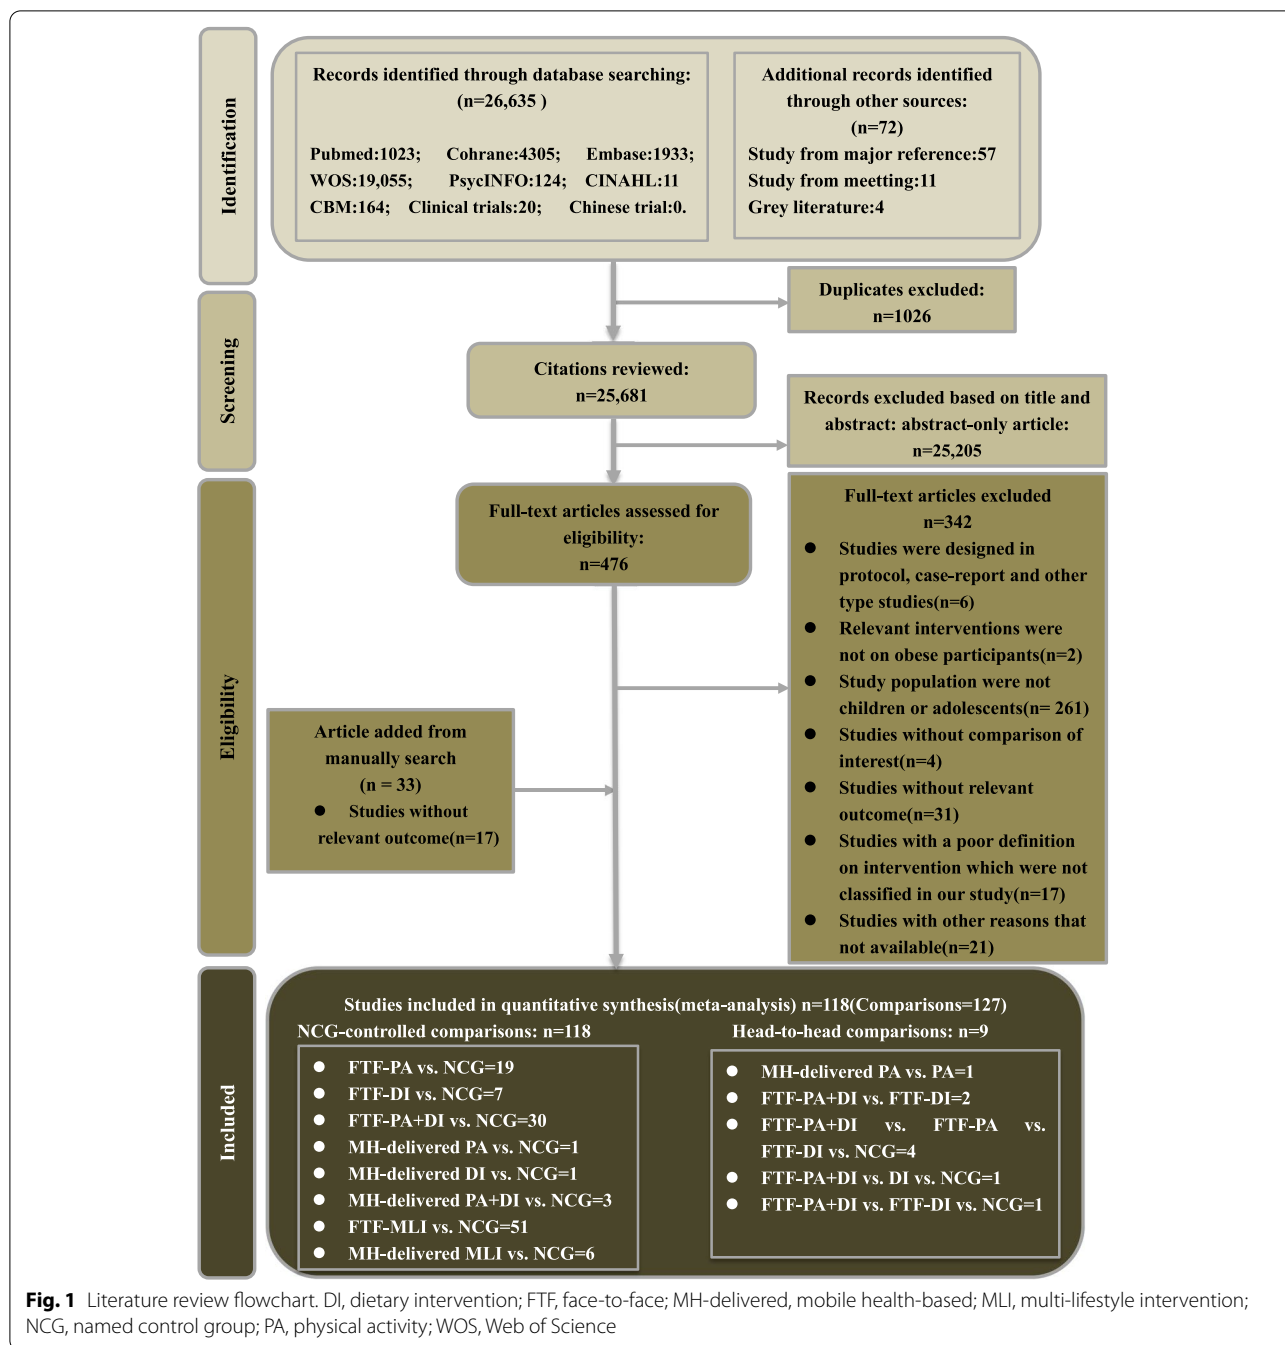 Identification
Records identified through database searching:
(n=26,635 )
Pubmed:1023; Cohrane:4305; Embase:1933;
WOS:19,055; PsycINFO:124; CINAHL:11
CBM:164; Clinical trials:20; Chinese trial:0.
Additional records identified
through other sources:
(n=72)
Study from major reference:57
Study from meetting:11
Grey literature:4
Screening
Duplicates excluded:
n=1026
Citations reviewed:
n=25,681
Records excluded based on title and
abstract: abstract-only article:
n=25,205
Eligibility
Full-text articles assessed for
eligibility:
n=476
Full-text articles excluded
n=342
● Studies were designed in
protocol, case-report and other
type studies(n=6)
● Relevant interventions were
not on obese participants(n=2)
● Study population were not
children or adolescents(n= 261)
● Studies without comparison of
interest(n=4)
● Studies without relevant
outcome(n=31)
● Studies with a poor definition
on intervention which were not
classified in our study(n=17)
● Studies with other reasons that
not available(n=21)
Article added from
manually search
(n = 33)
● Studies without
relevant outcome(n=17)
Included
Studies included in quantitative synthesis(meta-analysis) n=118(Comparisons=127)
NCG-controlled comparisons: n=118
● FTF-PA vs. NCG=19
● FTF-DI vs. NCG=7
● FTF-PA+DI vs. NCG=30
● MH-delivered PA vs. NCG=1
● MH-delivered DI vs. NCG=1
● MH-delivered PA+DI vs. NCG=3
● FTF-MLI vs. NCG=51
● MH-delivered MLI vs. NCG=6
Head-to-head comparisons: n=9
● MH-delivered PA vs. PA=1
● FTF-PA+DI vs. FTF-DI=2
● FTF-PA+DI vs. FTF-PA vs.
FTF-DI vs. NCG=4
● FTF-PA+DI vs. DI vs. NCG=1
● FTF-PA+DI vs. FTF-DI vs. NCG=1
Fig. 1 Literature review flowchart. DI, dietary intervention; FTF, face-to-face; MH-delivered, mobile health-based; MLI, multi-lifestyle intervention;
NCG, named control group; PA, physical activity; WOS, Web of Science